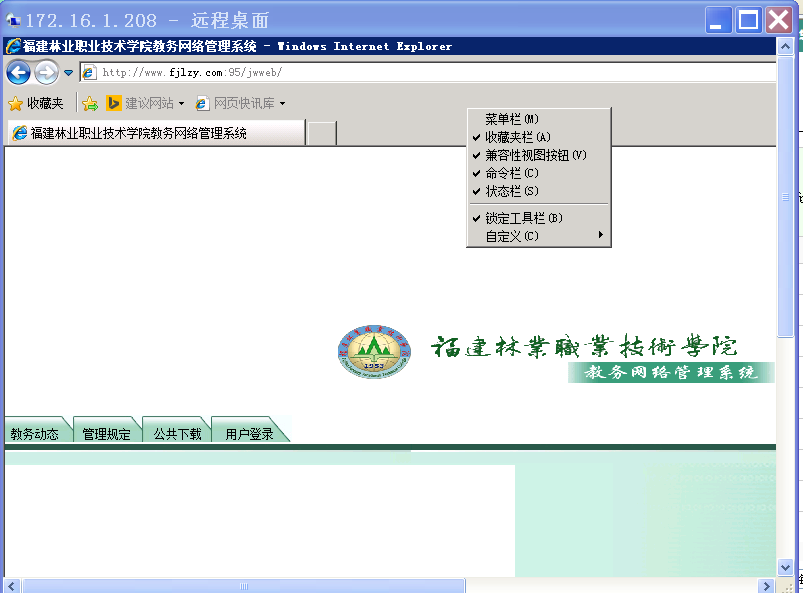 172.16.1.208 - 远程桌面
福建林业职业技术学院教务网络管理系统 - Windows Internet Explorer
http://www.fjlzy.com:95/jwweb/
收藏夹 建议网站 网页快讯库
福建林业职业技术学院教务网络管理系统
菜单栏(M)
收藏夹栏(A)
兼容性视图按钮(V)
命令栏(C)
状态栏(S)
锁定工具栏(B)
自定义(C)
1953
福建林業職業技術學院
教务网络管理系统
教务动态 管理规定 公共下载 用户登录